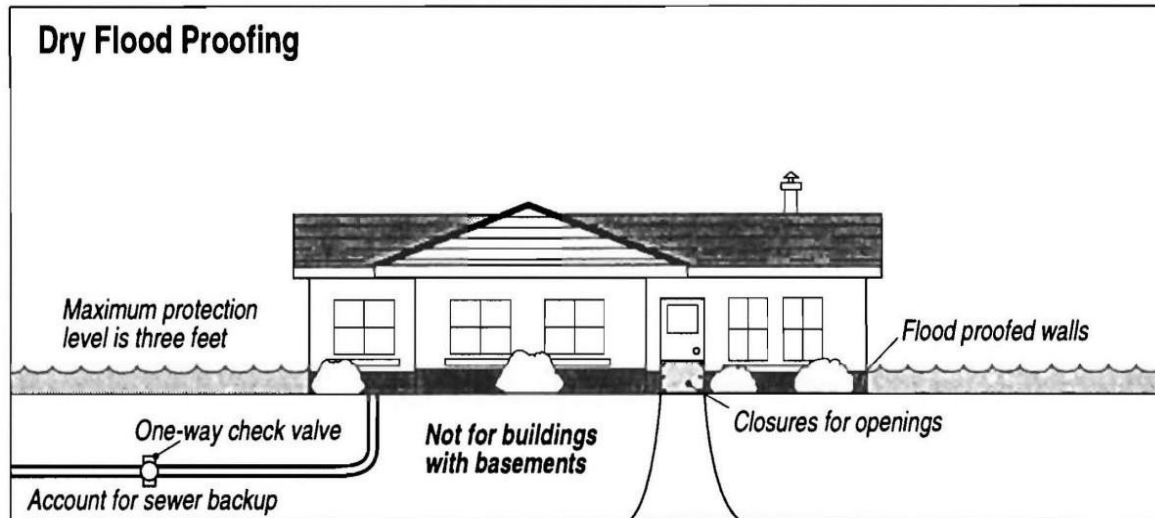 Dry Flood Proofing
Maximum protection
level is three feet
Flood proofed walls
One-way check valve
Not for buildings
with basements
Closures for openings
Account for sewer backup